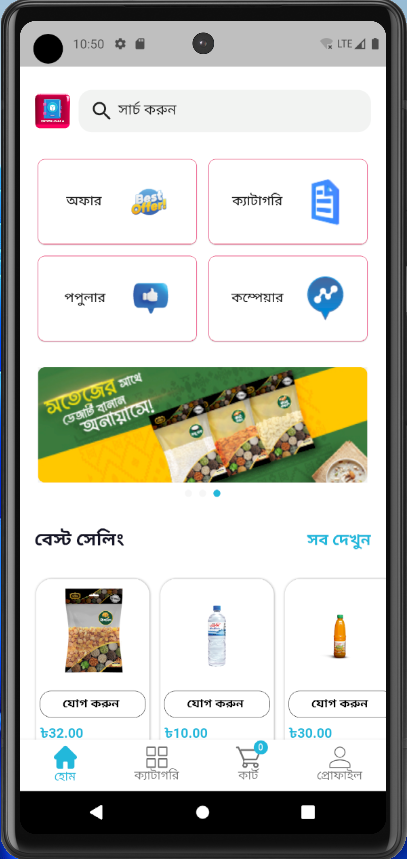 10:50
LTE
সার্চ করুন
অফার
Best Offer!
ক্যাটাগরি
পপুলার
কম্পেয়ার
সতেজের সাথে
ডেজার্ট বানান
অনায়াসে!
বেস্ট সেলিং
সব দেখুন
যোগ করুন
যোগ করুন
যোগ করুন
৳32.00
৳10.00
৳30.00
0
হোম
ক্যাটাগরি
কার্ট
প্রোফাইল